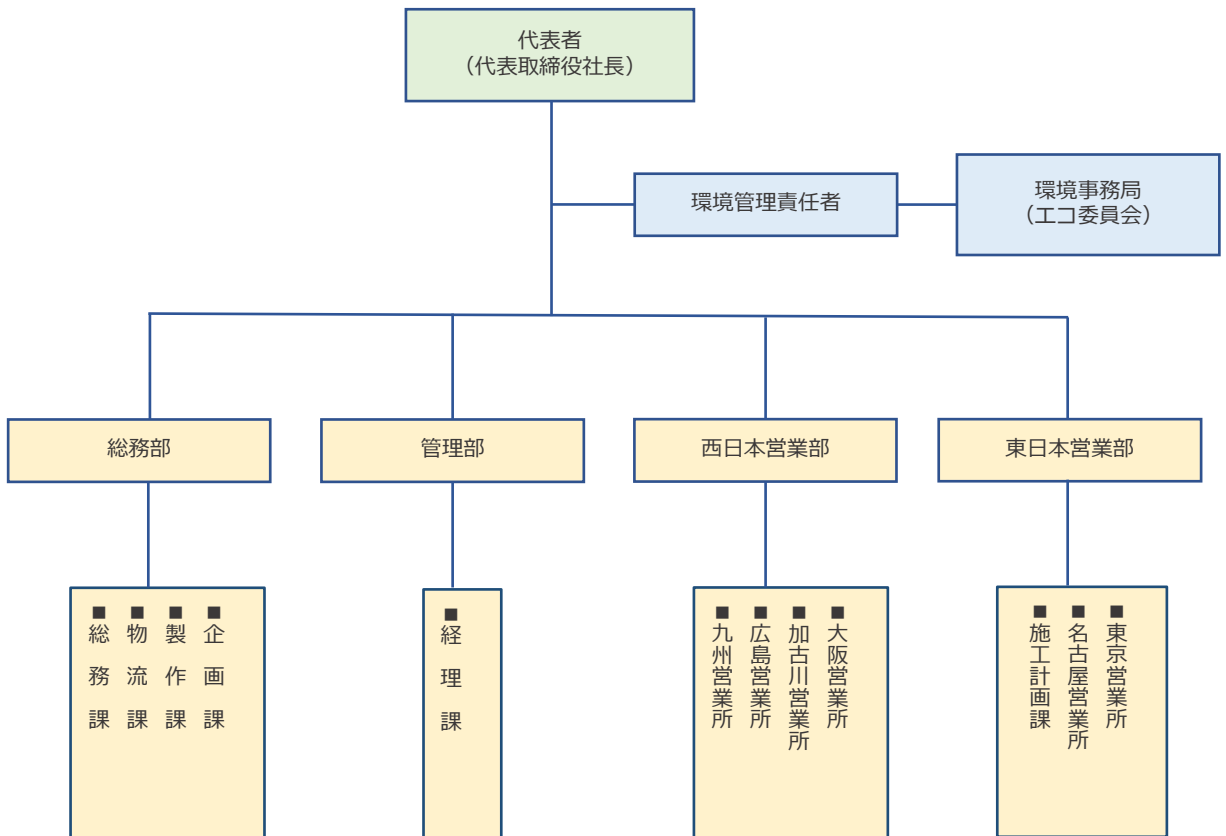 代表者
（代表取締役社長）
環境管理責任者
環境事務局
（エコ委員会）
総務部
管理部
西日本営業部
東日本営業部
■企画課
■製作課
■物流課
■総務課
■経理課
■大阪営業所
■加古川営業所
■広島営業所
■九州営業所
■東京営業所
■名古屋営業所
■施工計画課